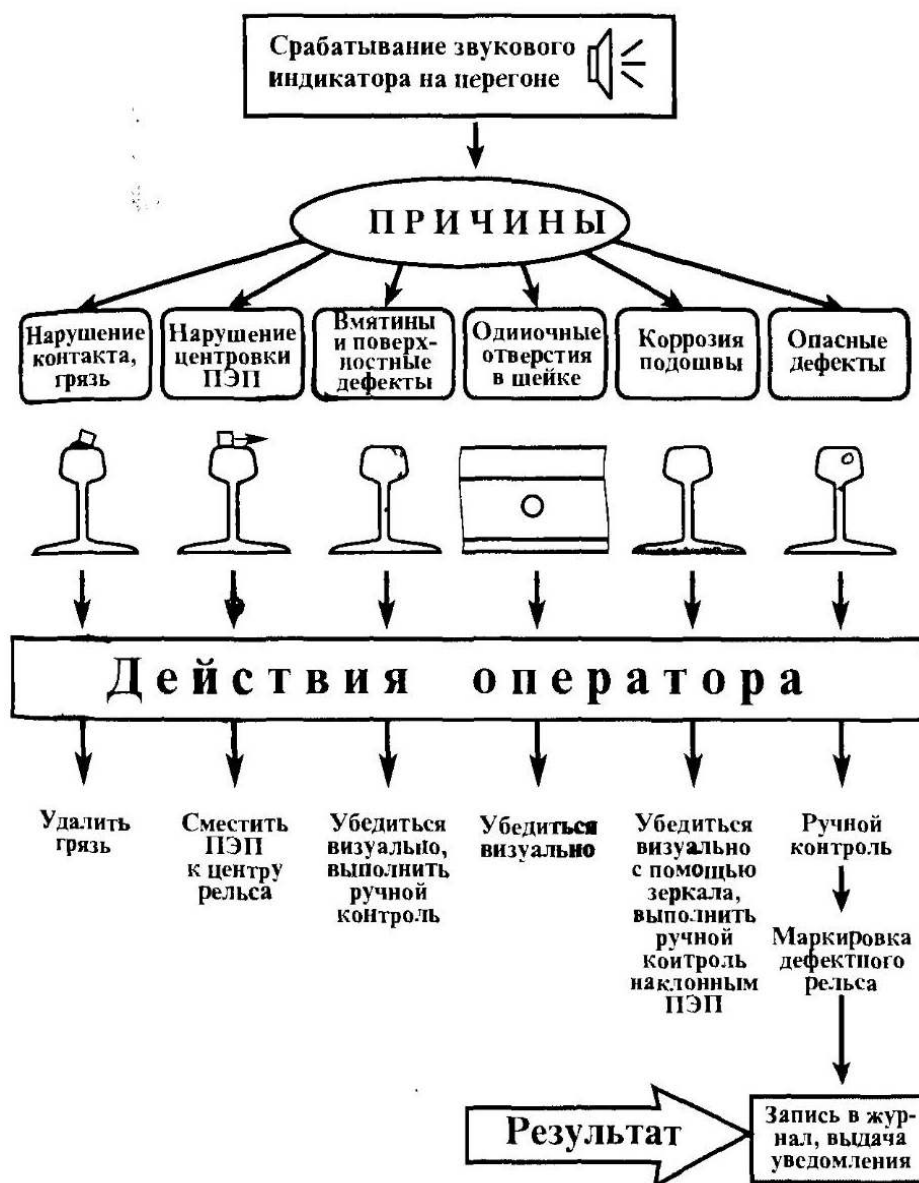 Срабатывание звукового
индикатора на перегоне
ПРИЧИНЫ
Нарушение
контакта,
грязь
Нарушение
центровки
ПЭП
Вмятины
и поверх-
ностные
дефекты
Одиночные
отверстия
в шейке
Коррозия
подошвы
Опасные
дефекты
Действия оператора
Удалить
грязь
Сместить
ПЭП
к центру
рельса
Убедиться
визуально,
выполнить
ручной
контроль
Убедиться
визуально
Убедиться
визуально
с помощью
зеркала,
выполнить
ручной
контроль
наклонным
ПЭП
Ручной
контроль
Маркировка
дефектного
рельса
Результат
Запись в жур-
нал, выдача
уведомления